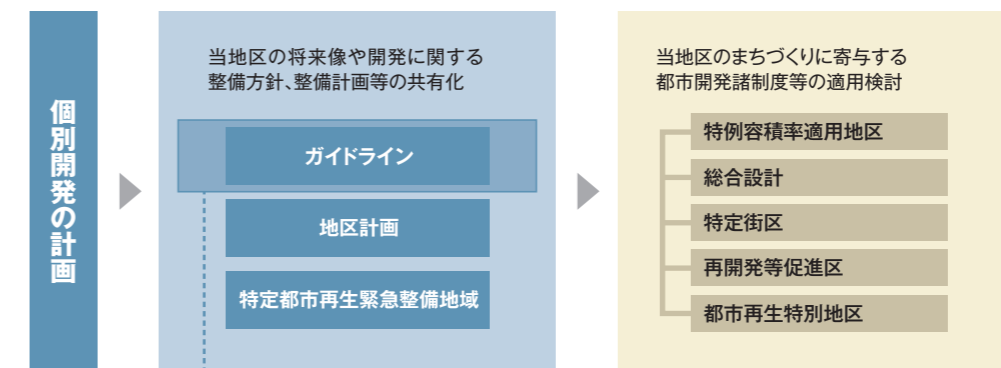 個別開発の計画
当地区の将来像や開発に関する
整備方針、整備計画等の共有化
ガイドライン
地区計画
特定都市再生緊急整備地域
当地区のまちづくりに寄与する
都市開発諸制度等の適用検討
特例容積率適用地区
総合設計
特定街区
再開発等促進区
都市再生特別地区